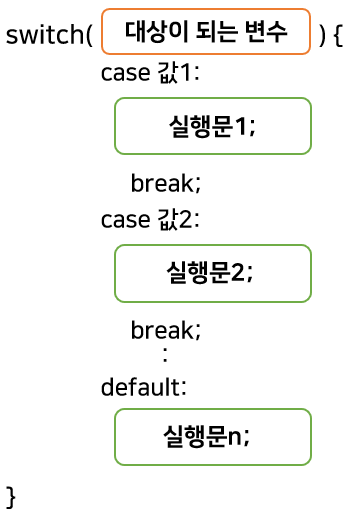 switch( 대상이 되는 변수 ) {
case 값1:
실행문1;
break;
case 값2:
실행문2;
break;
:
default:
실행문n;
}